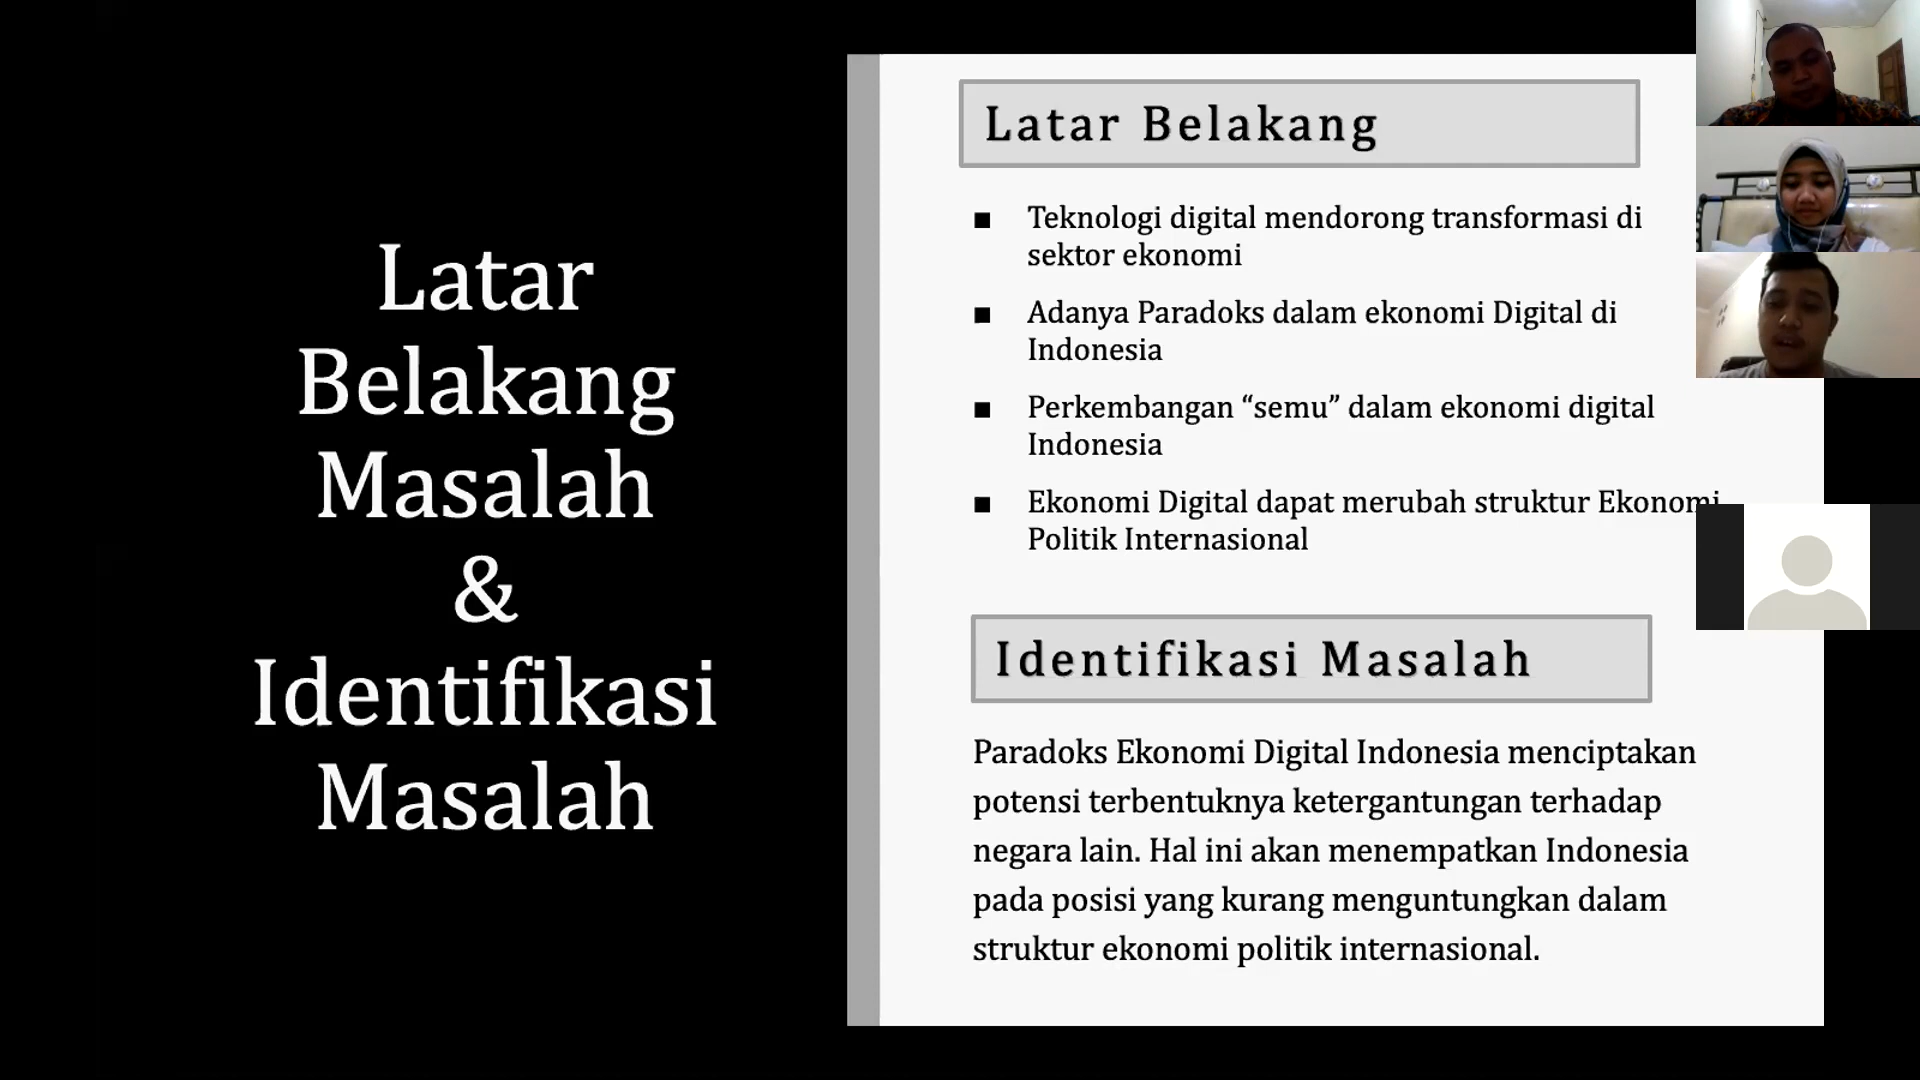 Latar
Belakang
Masalah
&
Identifikasi
Masalah
Latar Belakang
■ Teknologi digital mendorong transformasi di
sektor ekonomi
■ Adanya Paradoks dalam ekonomi Digital di
Indonesia
■ Perkembangan “semu” dalam ekonomi digital
Indonesia
■ Ekonomi Digital dapat merubah struktur Ekonomi
Politik Internasional
Identifikasi Masalah
Paradoks Ekonomi Digital Indonesia menciptakan
potensi terbentuknya ketergantungan terhadap
negara lain. Hal ini akan menempatkan Indonesia
pada posisi yang kurang menguntungkan dalam
struktur ekonomi politik internasional.